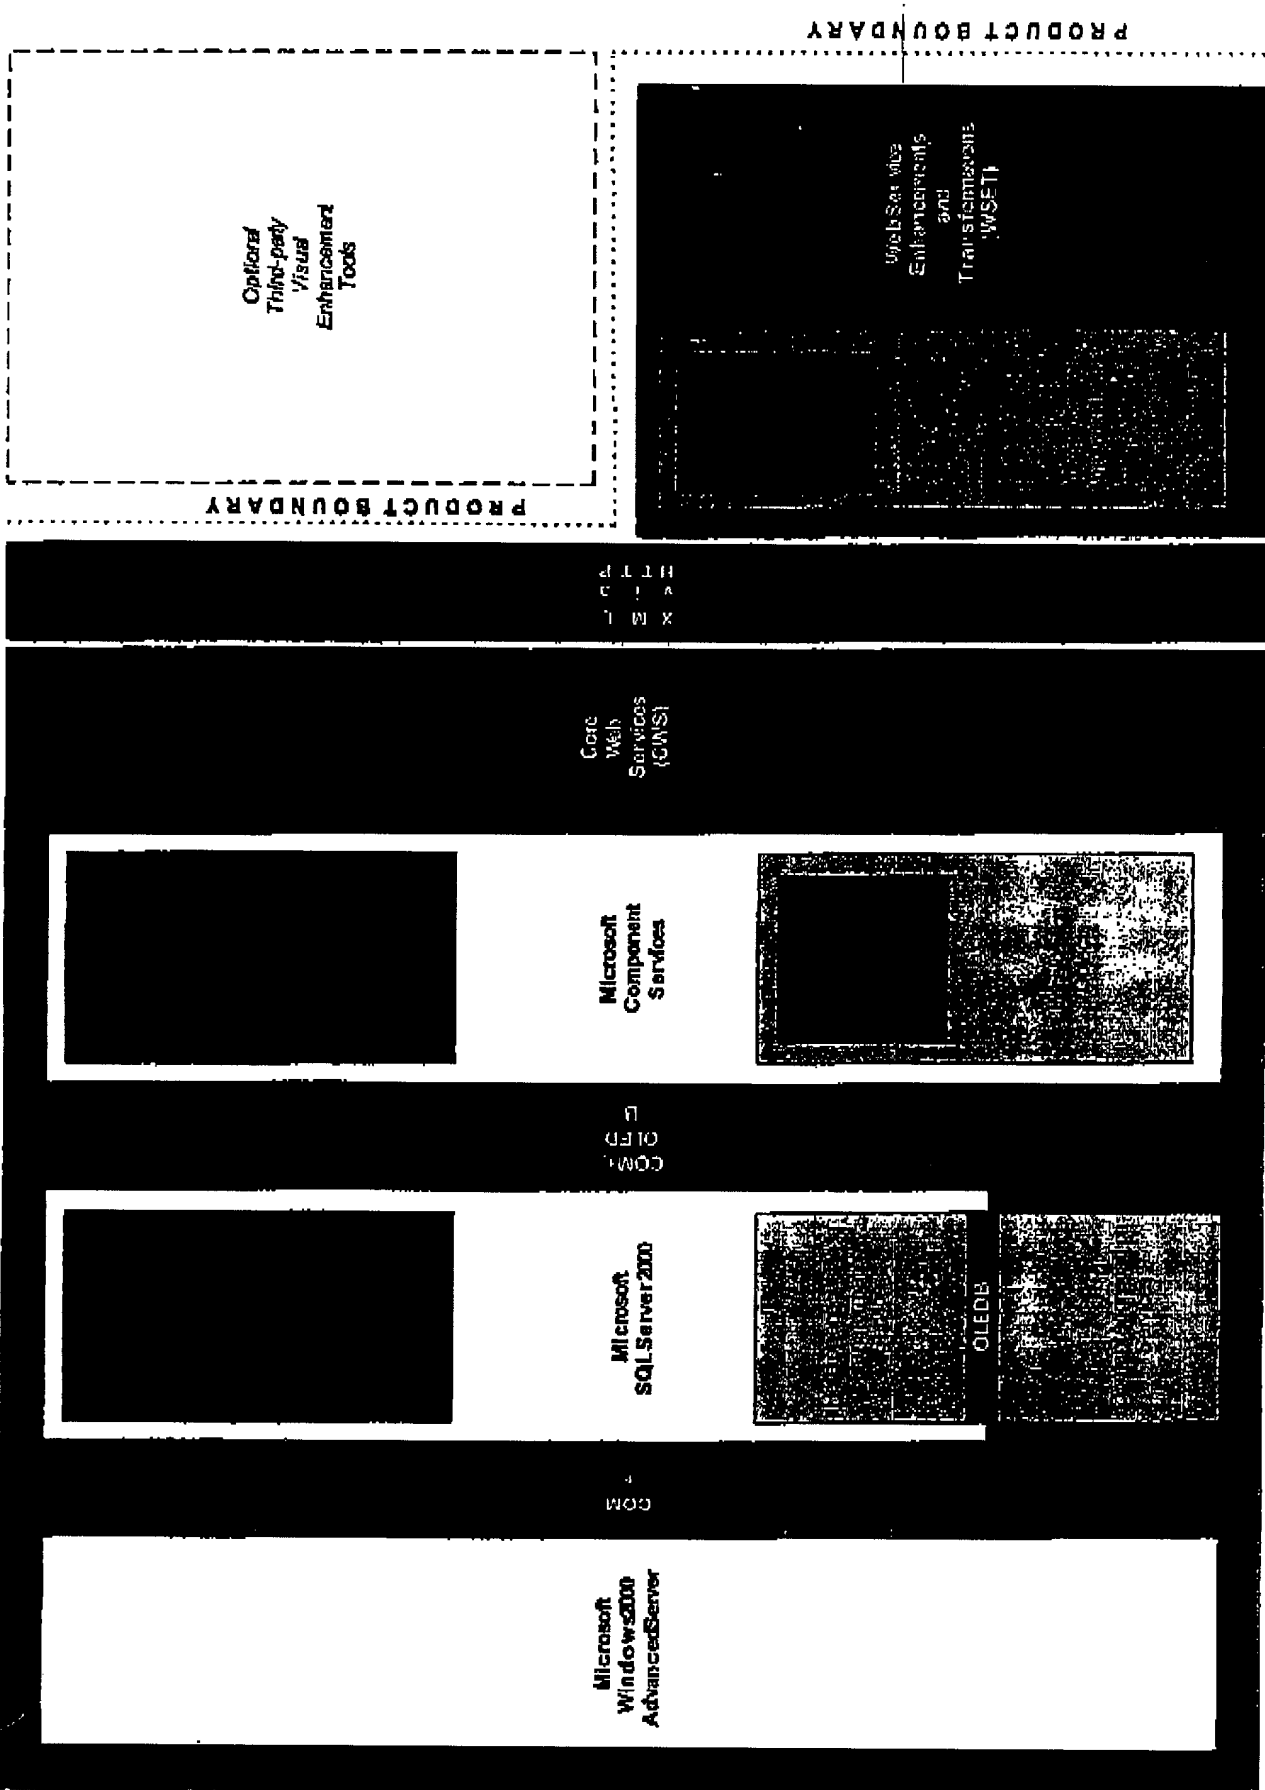 PRODUCT BOUNDARY
Optional
Third-party
Visual
Enhancement
Tools
Web Service
Enhancements
and
Transformations
(WSET)
PRODUCT BOUNDARY
X M L
v i a
H T T P
Core
Web
Services
(CWS)
Microsoft
Component
Services
COM+
OLED
B
Microsoft
SQLServer2000
OLEDB
COM
+
Microsoft
Windows2000
AdvancedServer